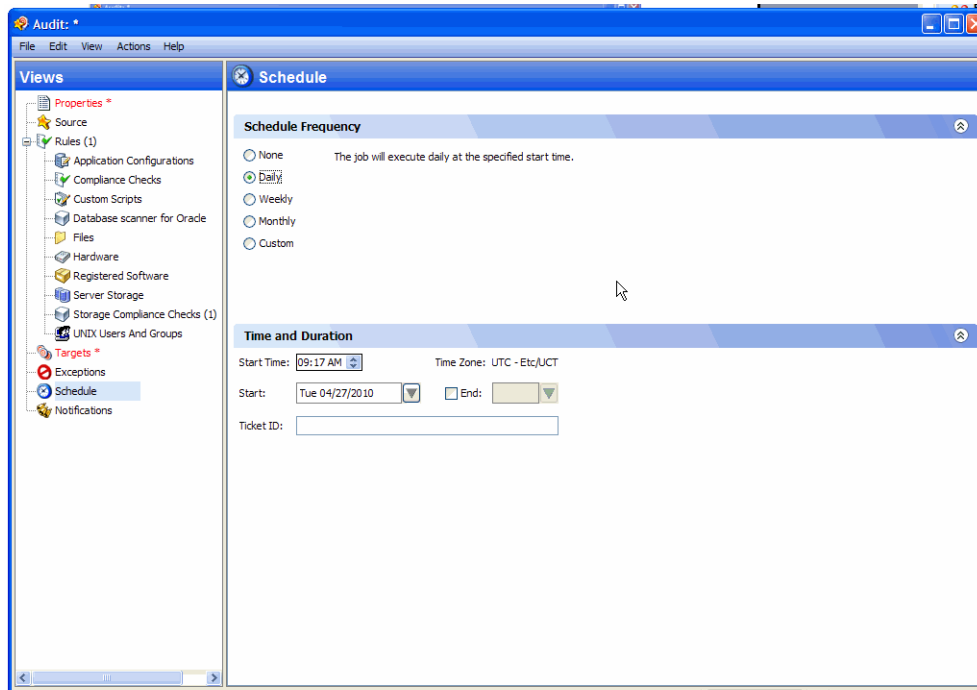 Audit: *
File Edit View Actions Help
Views
Properties *
Source
Rules (1)
Application Configurations
Compliance Checks
Custom Scripts
Database scanner for Oracle
Files
Hardware
Registered Software
Server Storage
Storage Compliance Checks (1)
UNIX Users And Groups
Targets *
Exceptions
Schedule
Notifications
Schedule
Schedule Frequency
None
The job will execute daily at the specified start time.
Daily
Weekly
Monthly
Custom
Time and Duration
Start Time: 09:17 AM Time Zone: UTC - Etc/UCT
Start: Tue 04/27/2010 End:
Ticket ID: